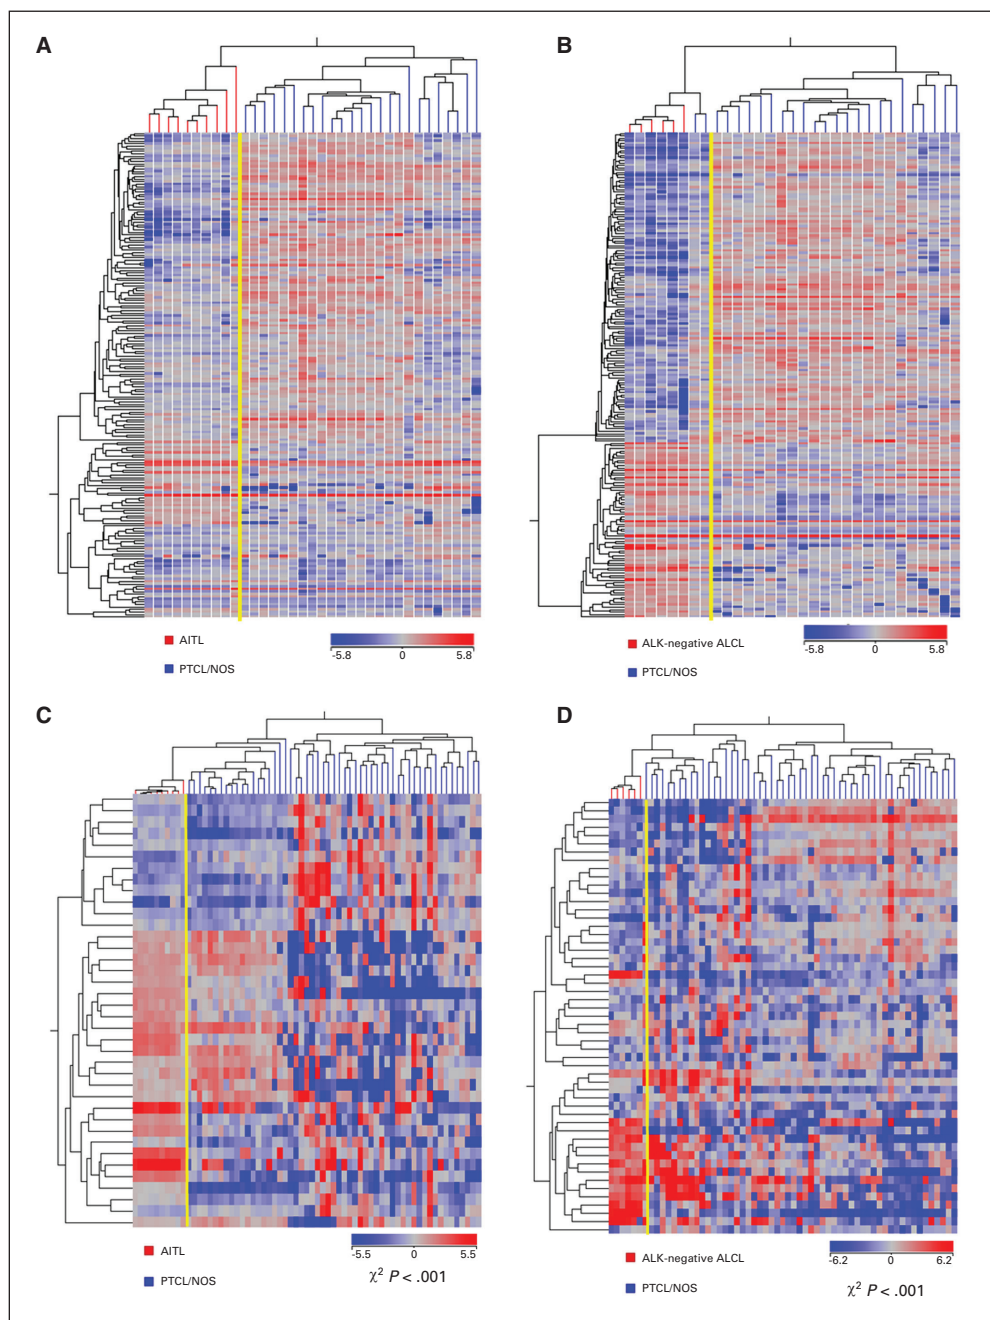 A
B
AITL
PTCL/NOS
-5.8 0 5.8
ALK-negative ALCL
PTCL/NOS
-5.8 0 5.8
C
D
AITL
PTCL/NOS
-5.5 0 5.5
χ² P < .001
ALK-negative ALCL
PTCL/NOS
-6.2 0 6.2
χ² P < .001